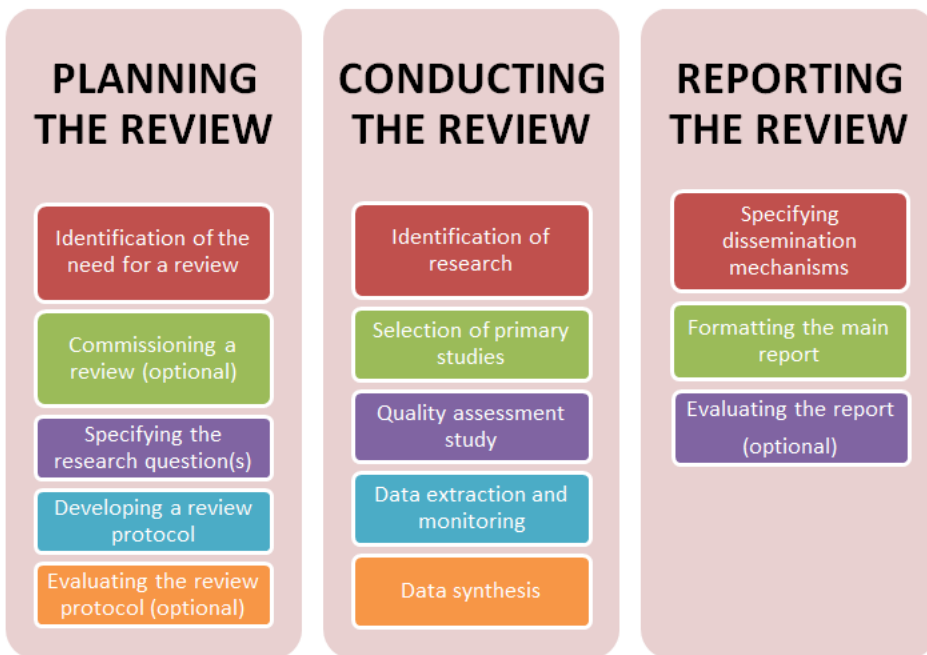 PLANNING
THE REVIEW
Identification of the
need for a review
Commissioning a
review (optional)
Specifying the
research question(s)
Developing a review
protocol
Evaluating the review
protocol (optional)
CONDUCTING
THE REVIEW
Identification of
research
Selection of primary
studies
Quality assessment
study
Data extraction and
monitoring
Data synthesis
REPORTING
THE REVIEW
Specifying
dissemination
mechanisms
Formatting the main
report
Evaluating the report
(optional)